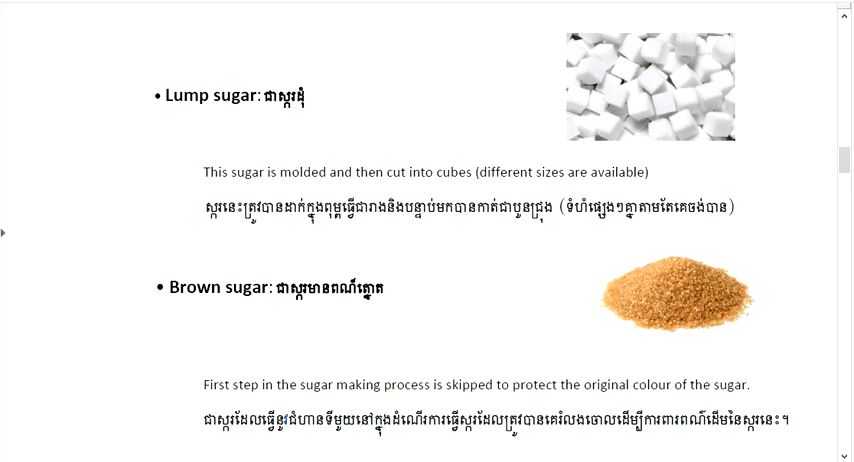 • Lump sugar: ជាស្ករដុំ
This sugar is molded and then cut into cubes (different sizes are available)
ស្ករនេះត្រូវបានដាក់ក្នុងពុម្ពធ្វើជារាងនិងបន្ទាប់មកបានកាត់ជាបួនជ្រុង (ទំហំផ្សេងៗគ្នាតាមតែគេចង់បាន)
• Brown sugar: ជាស្ករមានពណ៌ត្នោត
First step in the sugar making process is skipped to protect the original colour of the sugar.
ជាស្ករដែលធ្វើនូវជំហានទីមួយនៅក្នុងដំណើរការធ្វើស្ករដែលត្រូវបានគេរំលងចោលដើម្បីការពារពណ៌ដើមនៃស្ករនេះ។